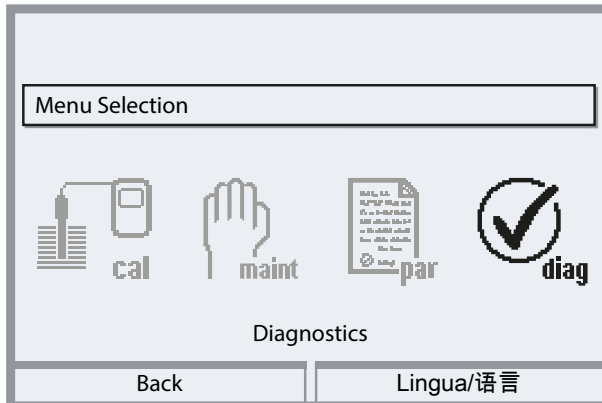 Menu Selection
cal maint par diag
Diagnostics
Back Lingua/语言